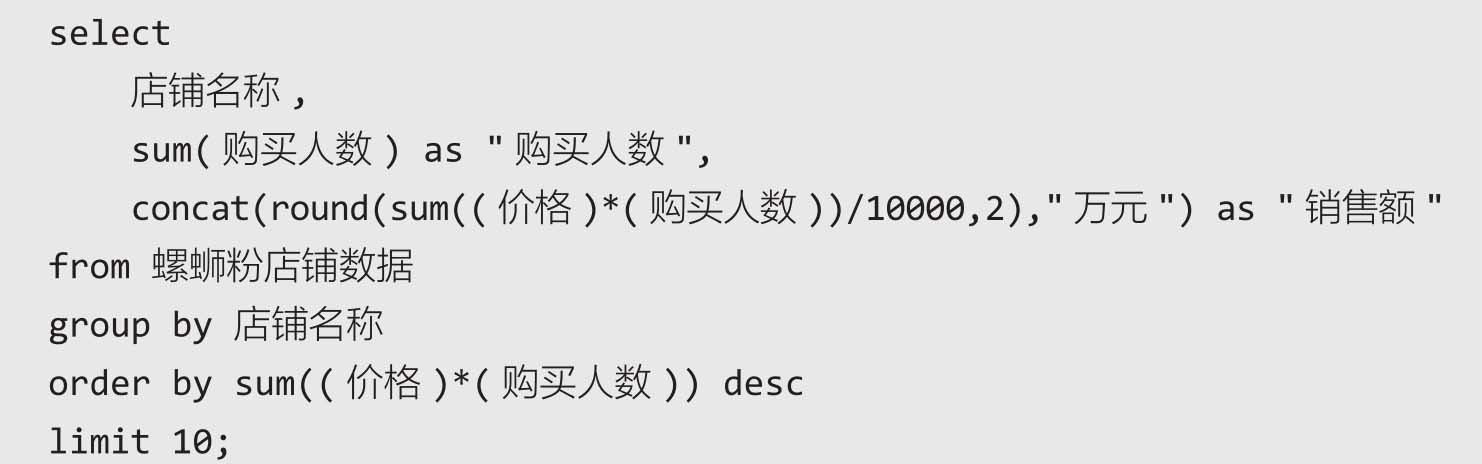 select
    店铺名称,
    sum(购买人数) as "购买人数",
    concat(round(sum((价格)*(购买人数))/10000,2),"万元") as "销售额"
from 螺蛳粉店铺数据
group by 店铺名称
order by sum((价格)*(购买人数)) desc
limit 10;